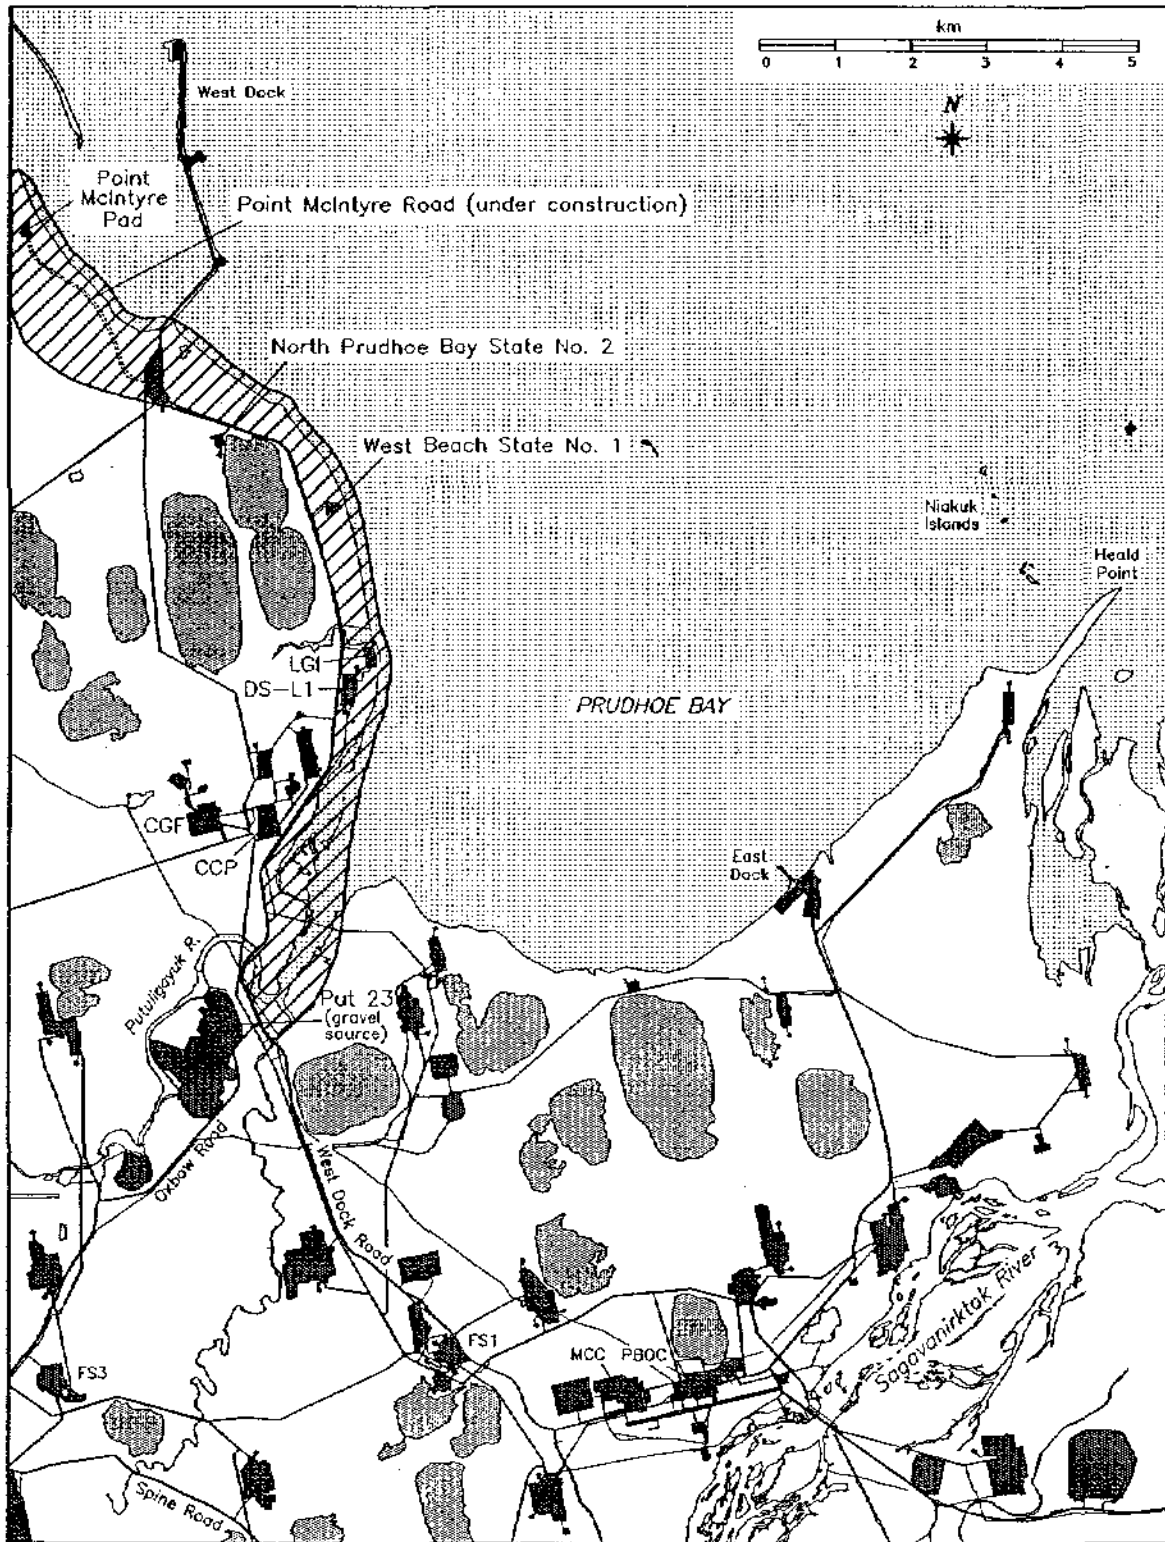 km
0 1 2 3 4 5
N
West Dock
Point
McIntyre
Pad
Point McIntyre Road (under construction)
North Prudhoe Bay State No. 2
West Beach State No. 1
Niakuk
Islands
Heald
Point
LGI
DS-L1
PRUDHOE BAY
CGF
CCP
East
Dock
Putuligayuk R.
Put 23
(gravel
source)
Oxbow Road
West Dock Road
Sagavanirktok River
FS1
MCC
PBOC
FS3
Spine Road